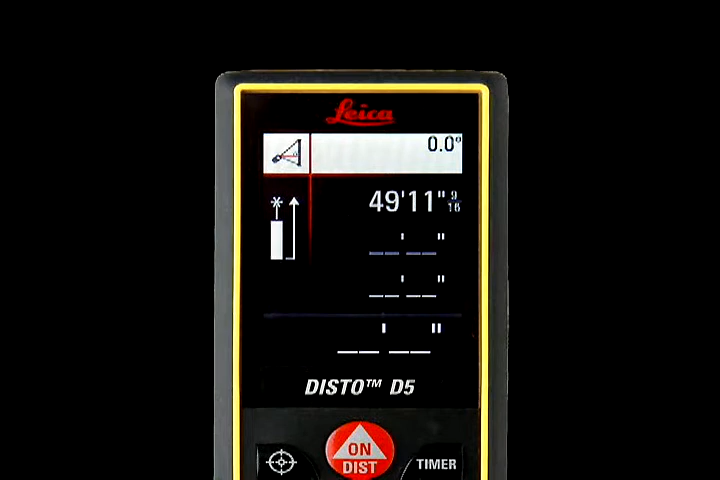 Leica
0.0°
49'11" 9/16
' "
' "
' "
DISTO™ D5
ON
DIST
TIMER